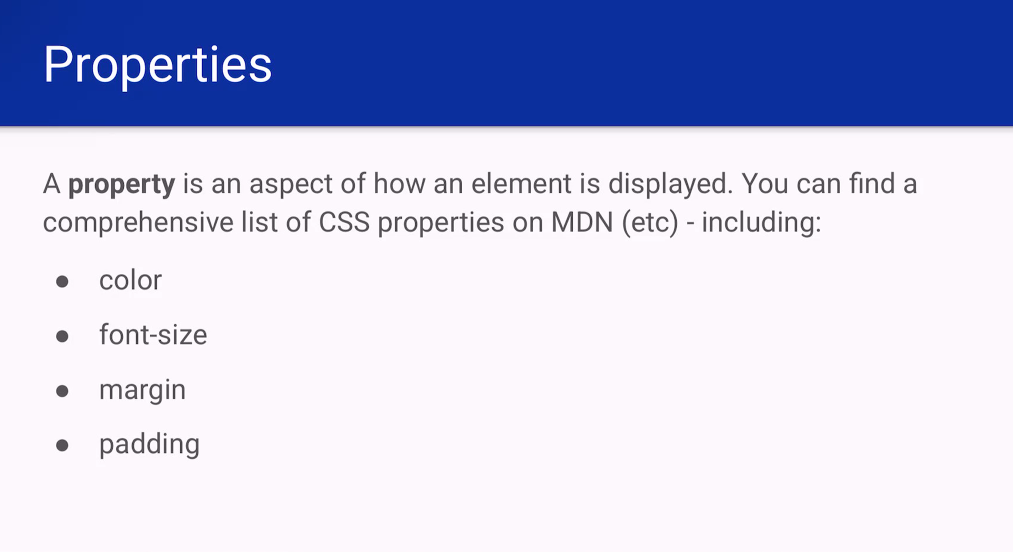 Properties
A property is an aspect of how an element is displayed. You can find a
comprehensive list of CSS properties on MDN (etc) - including:
● color
● font-size
● margin
● padding